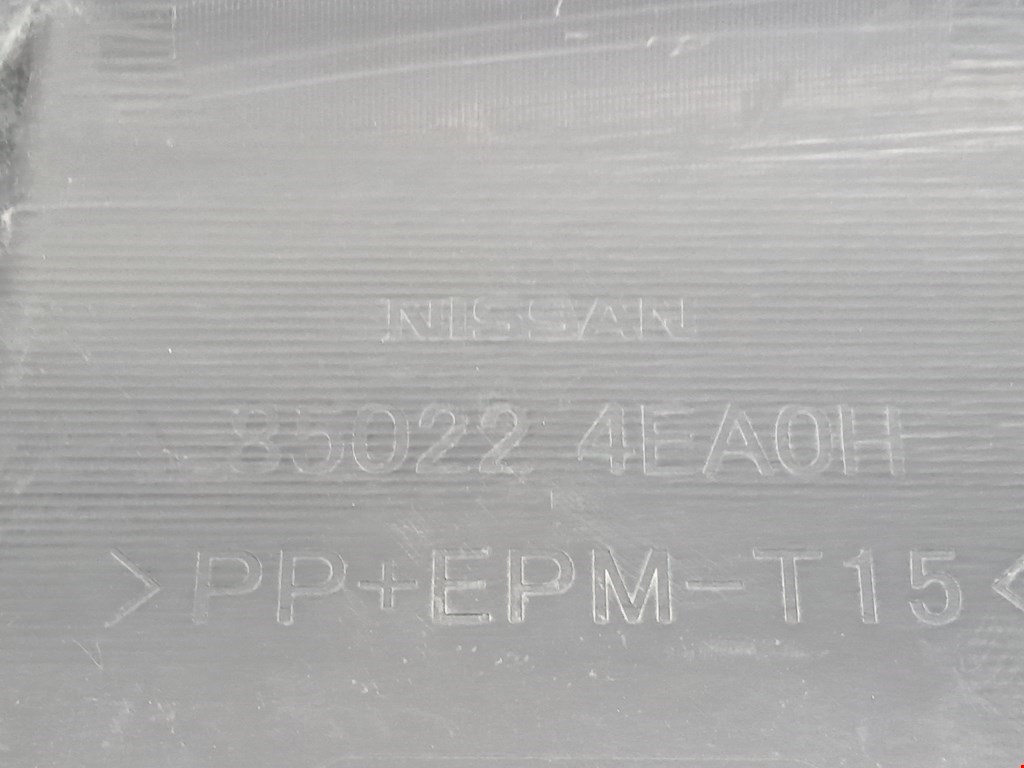 NISSAN
85022 4EA0H
>PP+EPM-T15<